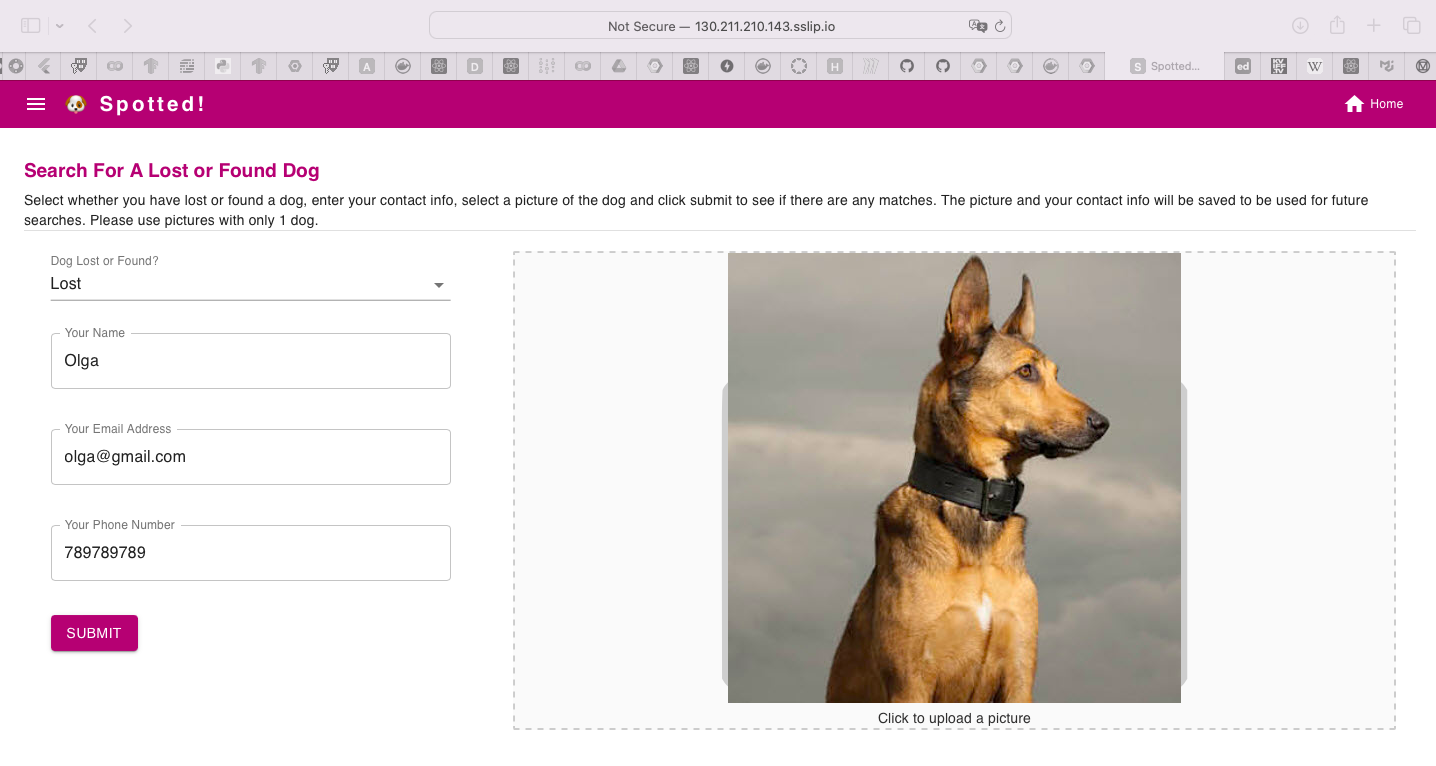 Not Secure — 130.211.210.143.sslip.io
A
D
H
S Spotted...
ed
W
Spotted!
Home
Search For A Lost or Found Dog
Select whether you have lost or found a dog, enter your contact info, select a picture of the dog and click submit to see if there are any matches. The picture and your contact info will be saved to be used for future
searches. Please use pictures with only 1 dog.
Dog Lost or Found?
Lost
Your Name
Olga
Your Email Address
olga@gmail.com
Your Phone Number
789789789
SUBMIT
Click to upload a picture